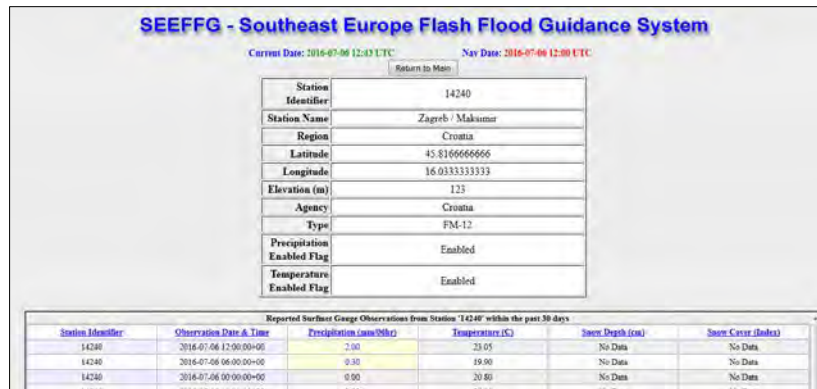 SEEFFG - Southeast Europe Flash Flood Guidance System
Current Date: 2016-07-06 12:43 UTC Nav Date: 2016-07-06 12:00 UTC
Return to Main
Station Identifier 14240
Station Name Zagreb / Maksimir
Region Croatia
Latitude 45.8166666666
Longitude 16.0333333333
Elevation (m) 123
Agency Croatia
Type FM-12
Precipitation Enabled Flag Enabled
Temperature Enabled Flag Enabled
Reported Surfmet Gauge Observations from Station '14240' within the past 30 days
Station Identifier Observation Date & Time Precipitation (mm/06hr) Temperature (C) Snow Depth (cm) Snow Cover (Index)
14240 2016-07-06 12:00:00+00 2.00 23.05 No Data No Data
14240 2016-07-06 06:00:00+00 0.30 19.90 No Data No Data
14240 2016-07-06 00:00:00+00 0.00 20.80 No Data No Data